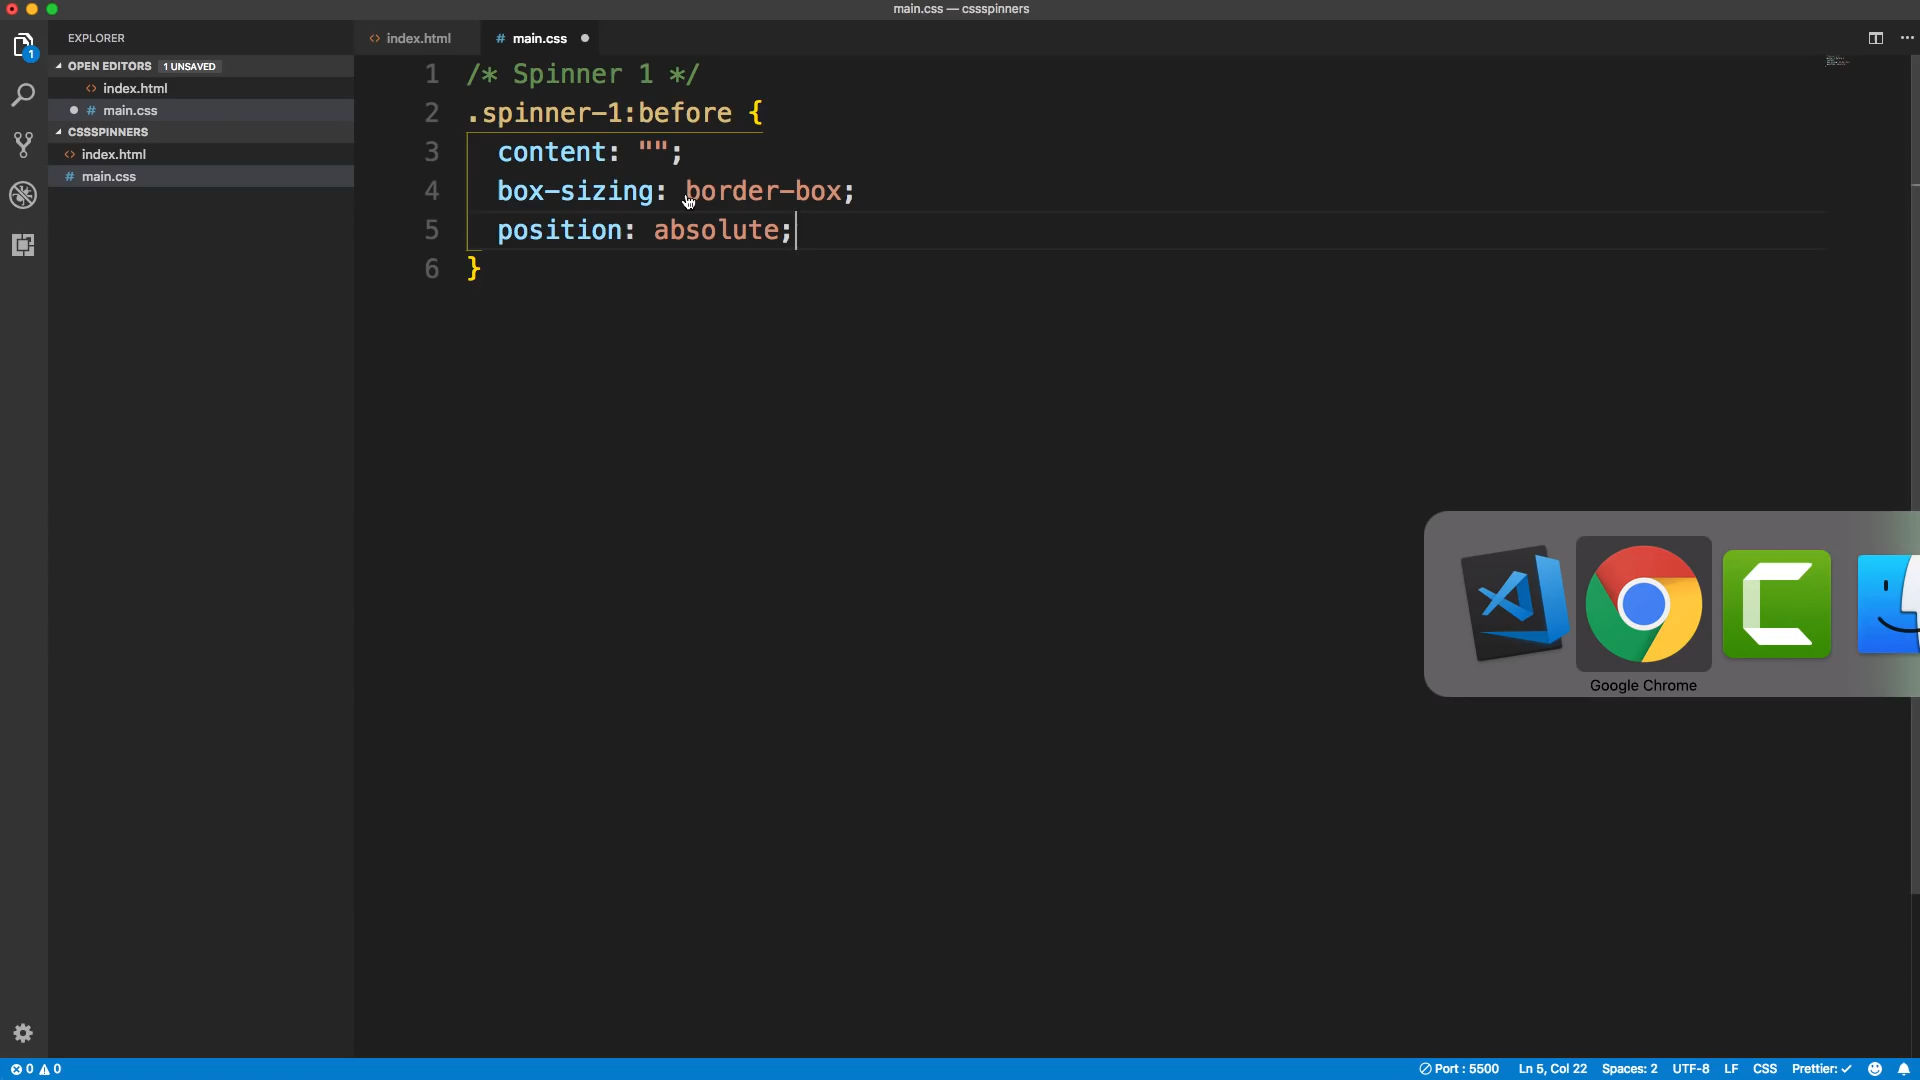 main.css — cssspinners
EXPLORER
OPEN EDITORS 1 UNSAVED
index.html
main.css
CSSSPINNERS
index.html
main.css
index.html
main.css
1 /* Spinner 1 */
2 .spinner-1:before {
3 content: "";
4 box-sizing: border-box;
5 position: absolute;
6 }
1
Google Chrome
0 0
Port : 5500 Ln 5, Col 22 Spaces: 2 UTF-8 LF CSS Prettier: ✓